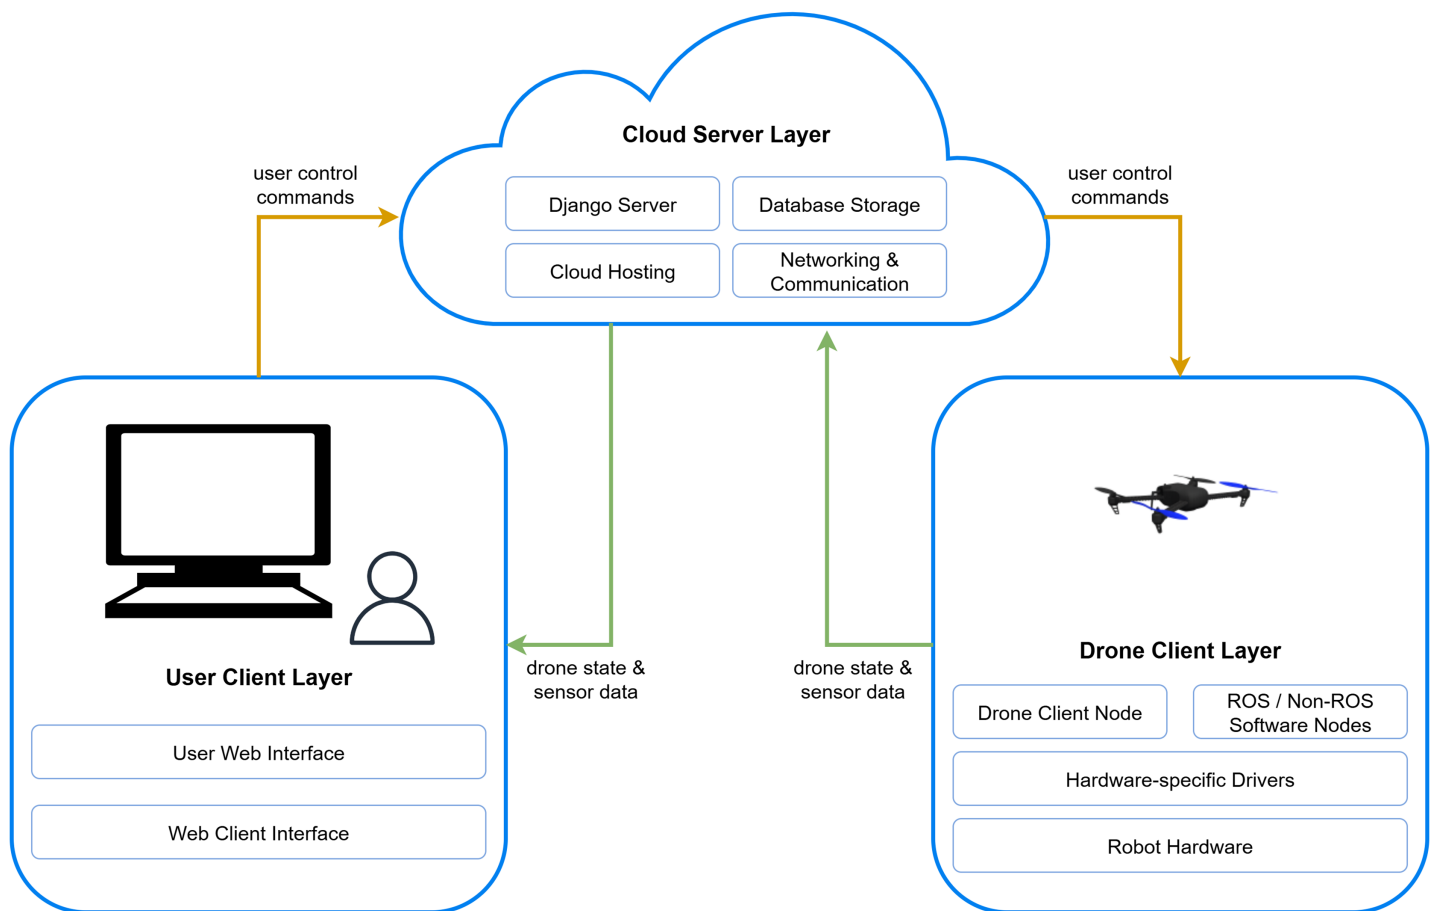 Cloud Server Layer
user control
commands
user control
commands
Django Server
Database Storage
Cloud Hosting
Networking &
Communication
drone state &
sensor data
drone state &
sensor data
User Client Layer
User Web Interface
Web Client Interface
Drone Client Layer
Drone Client Node
ROS / Non-ROS
Software Nodes
Hardware-specific Drivers
Robot Hardware